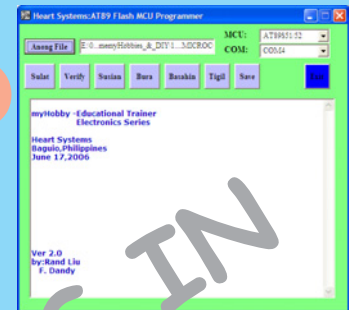 Heart Systems:AT89 Flash MCU Programmer
MCU: AT89S51/52
Anong File
COM: COM4
Sulat Verify Suriin Bura Basahin Tigil Save
myHobby -Educational Trainer
Electronics Series
Heart Systems
Baguio,Philippines
June 17,2006
Ver 2.0
by:Rand Liu
F. Dandy
IN